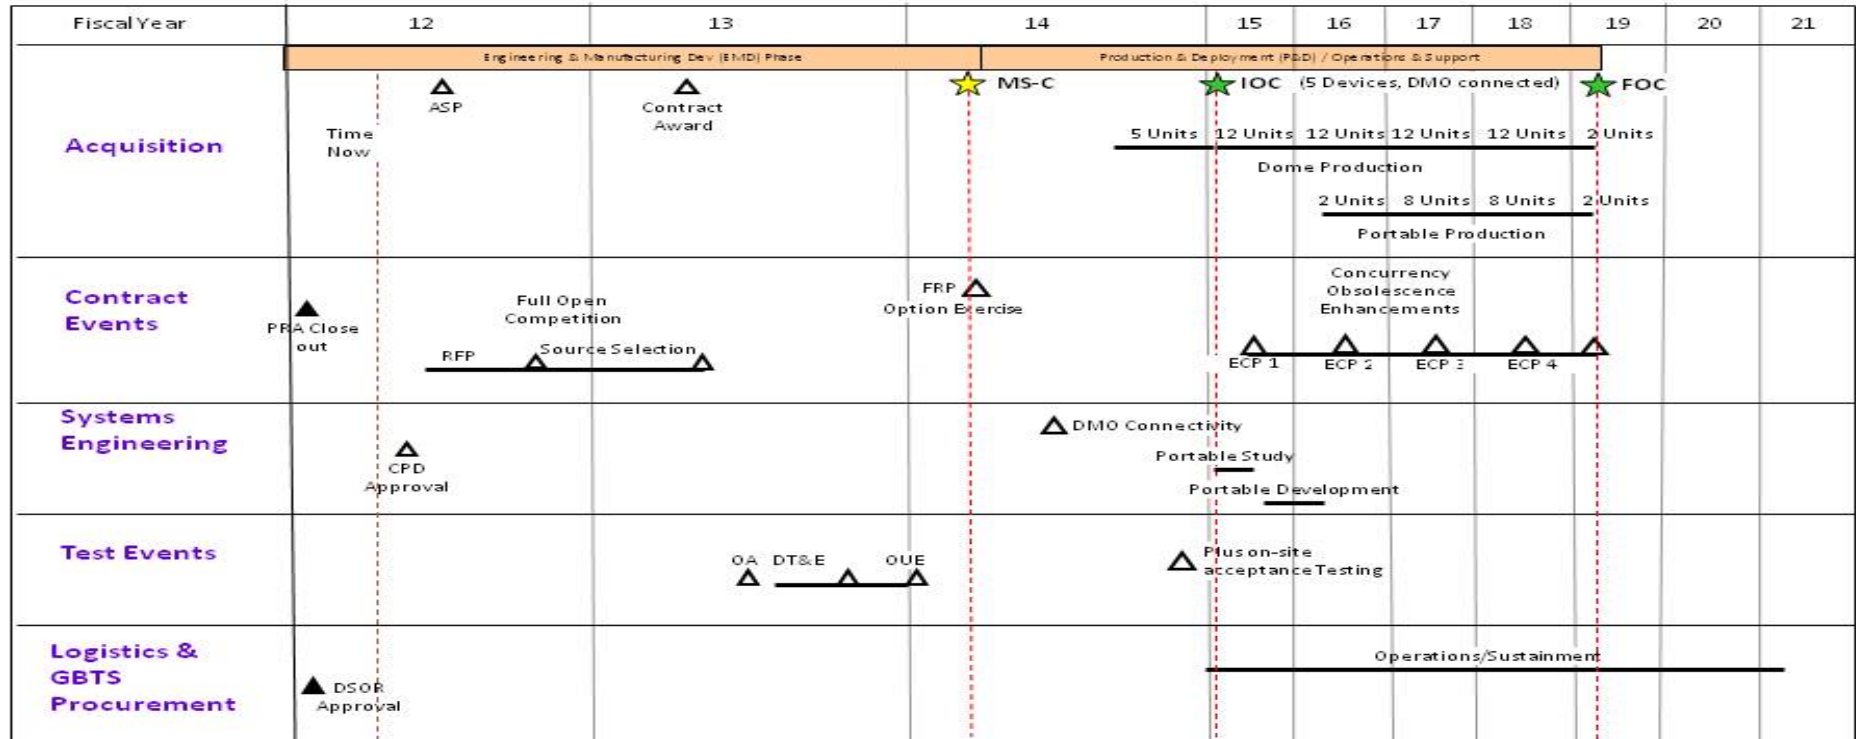 Fiscal Year 12 13 14 15 16 17 18 19 20 21
Engineering & Manufacturing Dev (EMD) Phase
Production & Deployment (P&D) / Operations & Support
Acquisition
Time
Now
ASP
Contract
Award
MS-C
IOC (5 Devices, DMO connected)
FOC
5 Units 12 Units 12 Units 12 Units 12 Units 2 Units
Dome Production
2 Units 8 Units 8 Units 2 Units
Portable Production
Contract
Events
PRA Close
out
Full Open
Competition
RFP
Source Selection
FRP
Option Exercise
Concurrency
Obsolescence
Enhancements
ECP 1 ECP 2 ECP 3 ECP 4
Systems
Engineering
CPD
Approval
DMO Connectivity
Portable Study
Portable Development
Test Events
OA DT&E OUE
Plus on-site
acceptance Testing
Logistics &
GBTS
Procurement
DSOR
Approval
Operations/Sustainment